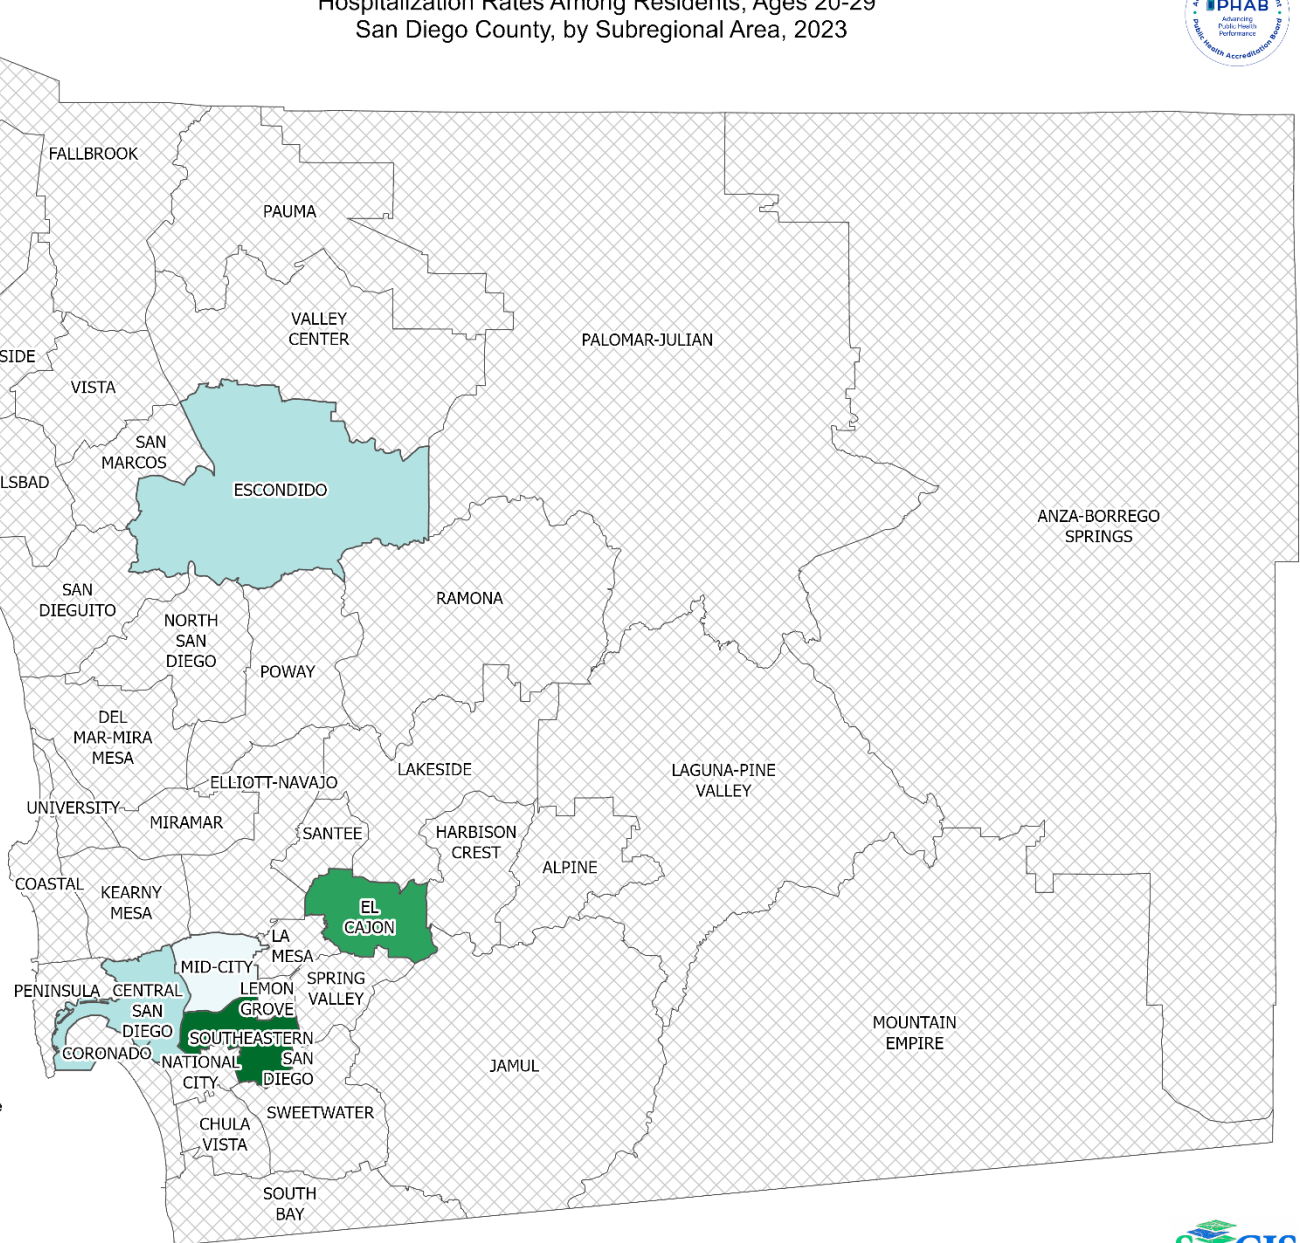 Hospitalization Rates Among Residents, Ages 20-29
San Diego County, by Subregional Area, 2023
PHAB
Advancing
Public Health
Performance
Public Health Accreditation Board
FALLBROOK
PAUMA
VALLEY
CENTER
PALOMAR-JULIAN
SIDE
VISTA
SAN
MARCOS
LSBAD
ESCONDIDO
ANZA-BORREGO
SPRINGS
SAN
DIEGUITO
RAMONA
NORTH
SAN
DIEGO
POWAY
DEL
MAR-MIRA
MESA
LAKESIDE
LAGUNA-PINE
VALLEY
ELLIOTT-NAVAJO
UNIVERSITY
MIRAMAR
SANTEE
HARBISON
CREST
ALPINE
COASTAL
KEARNY
MESA
EL
CAJON
LA
MESA
MID-CITY
SPRING
VALLEY
PENINSULA
CENTRAL
SAN
DIEGO
LEMON
GROVE
SOUTHEASTERN
SAN
DIEGO
CORONADO
NATIONAL
CITY
MOUNTAIN
EMPIRE
JAMUL
SWEETWATER
CHULA
VISTA
SOUTH
BAY